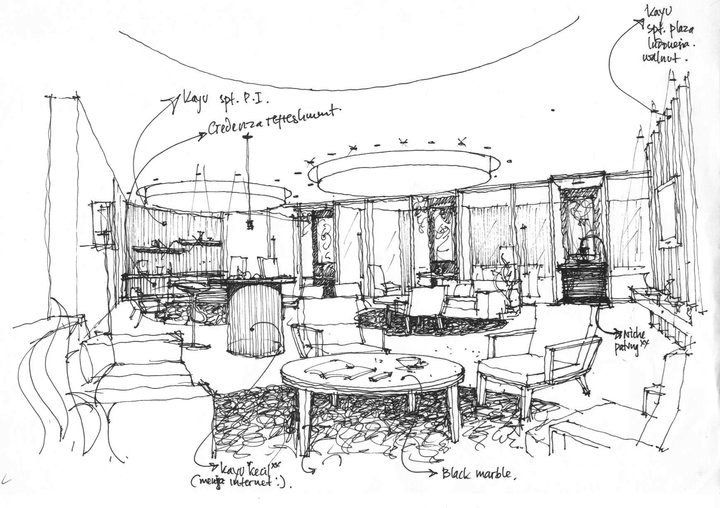 Kayu
spt. plaza
Indonesia.
walnut.
Kayu spt. P.I.
Credenza refreshment
Niche
patung
Kayu kecil
(meja internet :).
Black marble.